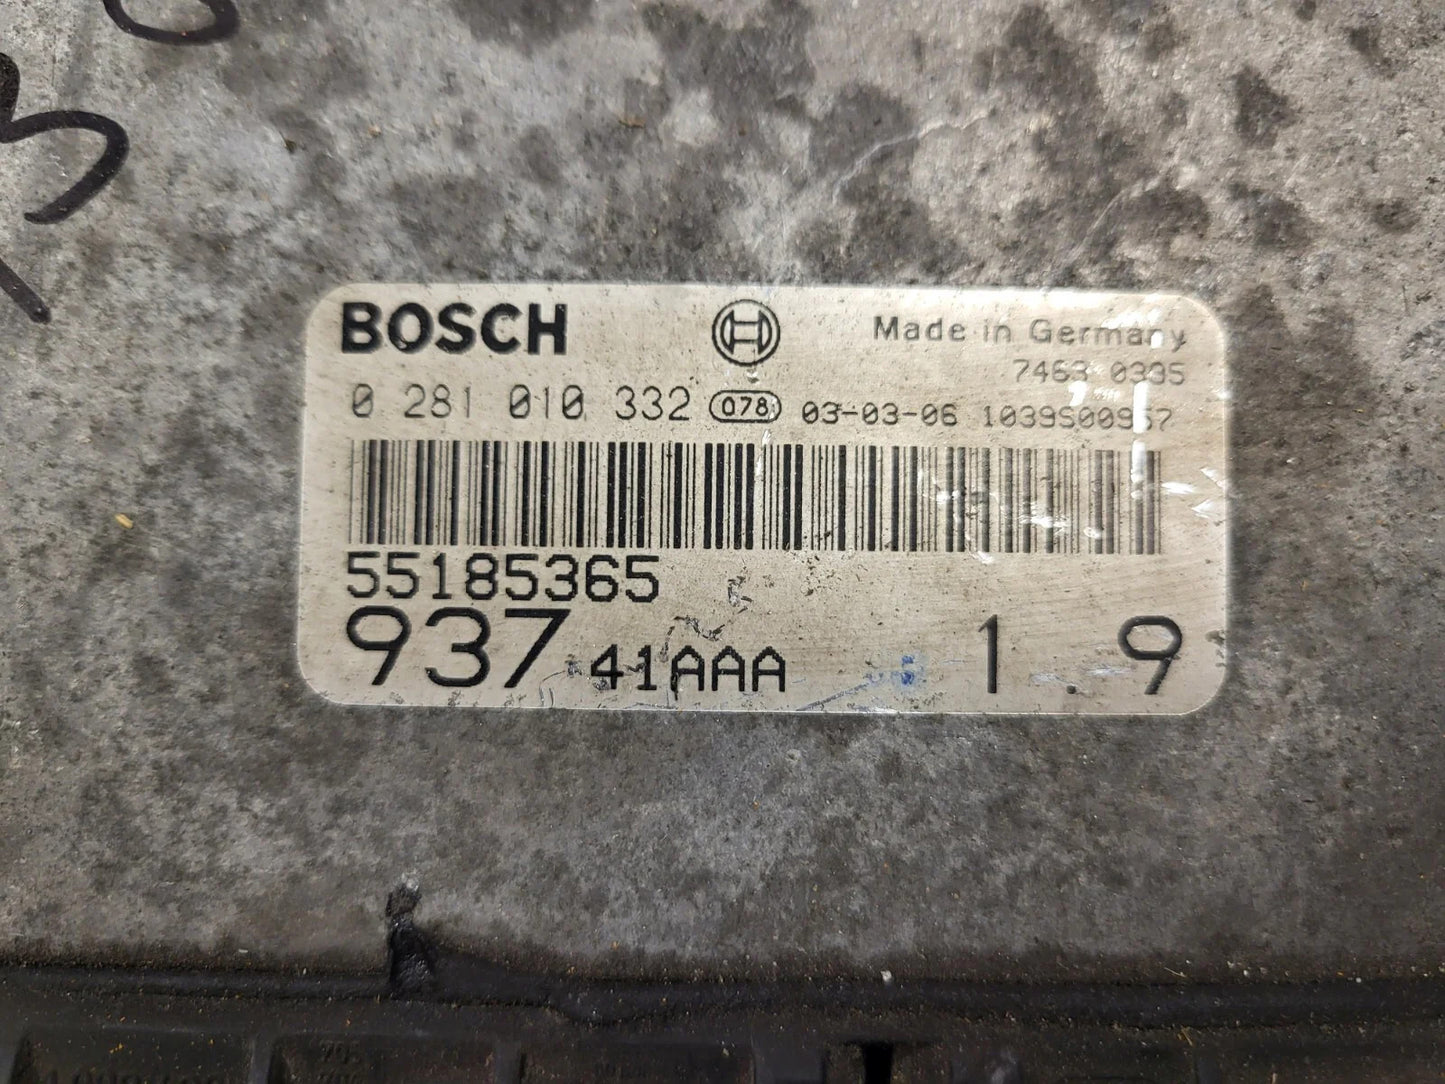 BOSCH
Made in Germany
7463 0335
0 281 010 332 078 03-03-06 1039S00957
55185365
937 41AAA 1.9